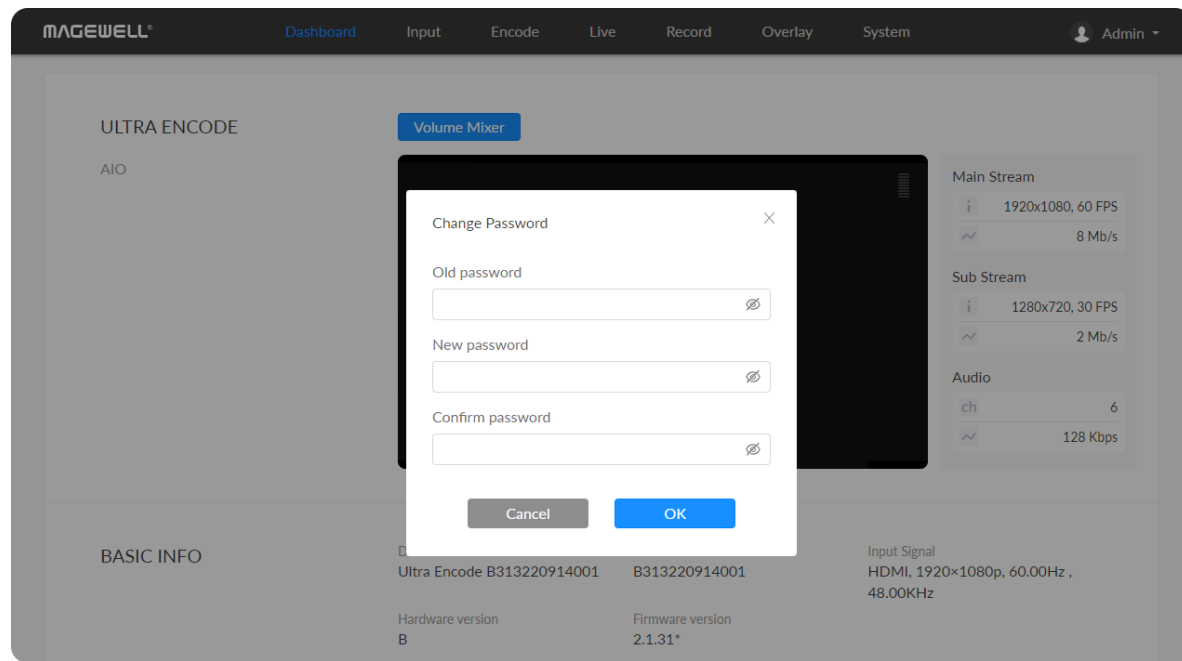 MAGEWELL®
Dashboard Input Encode Live Record Overlay System Admin
ULTRA ENCODE
AIO
Volume Mixer
Main Stream
i 1920x1080, 60 FPS
8 Mb/s
Sub Stream
i 1280x720, 30 FPS
2 Mb/s
Audio
ch 6
128 Kbps
Change Password
Old password
New password
Confirm password
Cancel OK
BASIC INFO
D
Ultra Encode B313220914001
B313220914001
Input Signal
HDMI, 1920×1080p, 60.00Hz ,
48.00KHz
Hardware version
B
Firmware version
2.1.31*